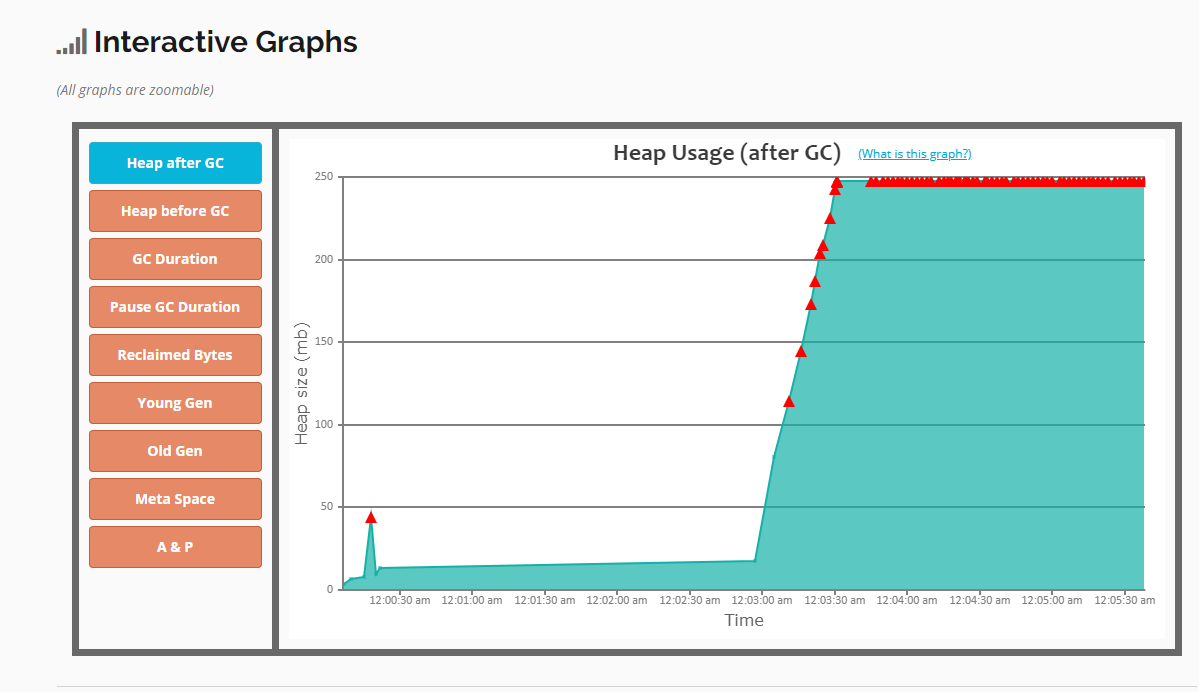 Interactive Graphs
(All graphs are zoomable)
Heap after GC
Heap before GC
GC Duration
Pause GC Duration
Reclaimed Bytes
Young Gen
Old Gen
Meta Space
A & P
Heap Usage (after GC) (What is this graph?)
Heap size (mb)
250
200
150
100
50
0
12:00:30 am 12:01:00 am 12:01:30 am 12:02:00 am 12:02:30 am 12:03:00 am 12:03:30 am 12:04:00 am 12:04:30 am 12:05:00 am 12:05:30 am
Time